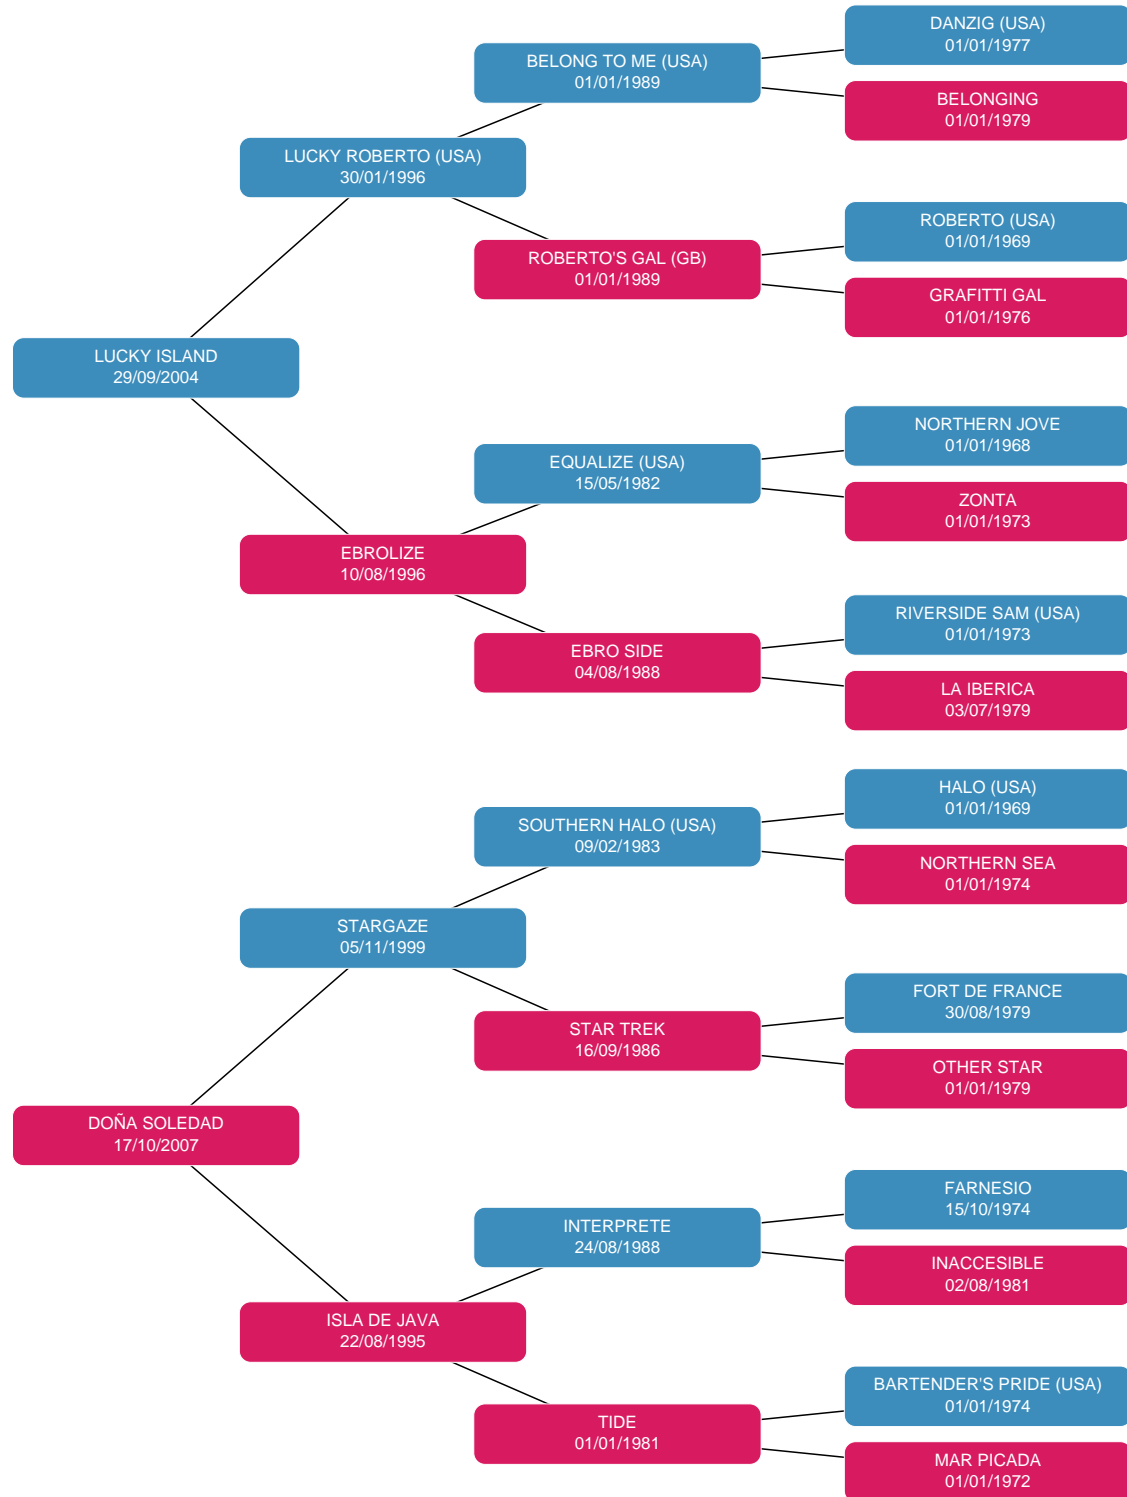 DANZIG (USA)
01/01/1977
BELONG TO ME (USA)
01/01/1989
BELONGING
01/01/1979
LUCKY ROBERTO (USA)
30/01/1996
ROBERTO (USA)
01/01/1969
ROBERTO'S GAL (GB)
01/01/1989
GRAFITTI GAL
01/01/1976
LUCKY ISLAND
29/09/2004
NORTHERN JOVE
01/01/1968
EQUALIZE (USA)
15/05/1982
ZONTA
01/01/1973
EBROLIZE
10/08/1996
RIVERSIDE SAM (USA)
01/01/1973
EBRO SIDE
04/08/1988
LA IBERICA
03/07/1979
HALO (USA)
01/01/1969
SOUTHERN HALO (USA)
09/02/1983
NORTHERN SEA
01/01/1974
STARGAZE
05/11/1999
FORT DE FRANCE
30/08/1979
STAR TREK
16/09/1986
OTHER STAR
01/01/1979
DOÑA SOLEDAD
17/10/2007
FARNESIO
15/10/1974
INTERPRETE
24/08/1988
INACCESIBLE
02/08/1981
ISLA DE JAVA
22/08/1995
BARTENDER'S PRIDE (USA)
01/01/1974
TIDE
01/01/1981
MAR PICADA
01/01/1972